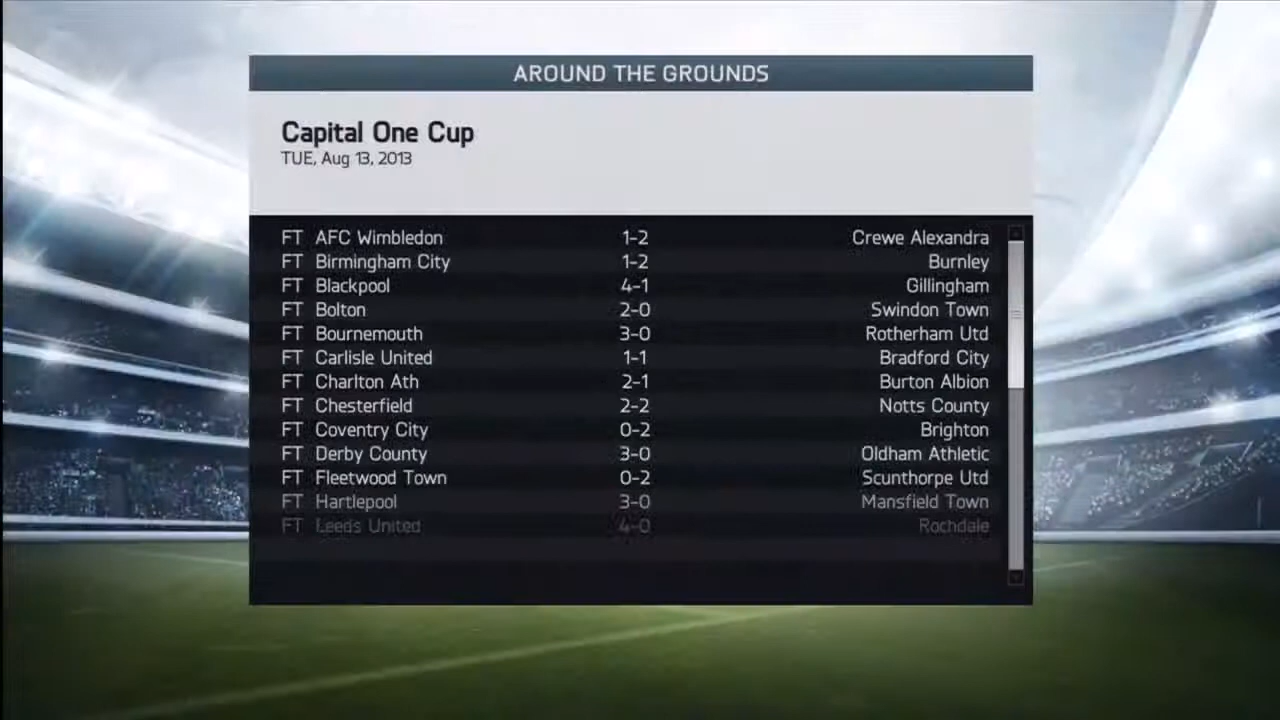 AROUND THE GROUNDS
Capital One Cup
TUE, Aug 13, 2013
FT AFC Wimbledon 1-2 Crewe Alexandra
FT Birmingham City 1-2 Burnley
FT Blackpool 4-1 Gillingham
FT Bolton 2-0 Swindon Town
FT Bournemouth 3-0 Rotherham Utd
FT Carlisle United 1-1 Bradford City
FT Charlton Ath 2-1 Burton Albion
FT Chesterfield 2-2 Notts County
FT Coventry City 0-2 Brighton
FT Derby County 3-0 Oldham Athletic
FT Fleetwood Town 0-2 Scunthorpe Utd
FT Hartlepool 3-0 Mansfield Town
FT Leeds United 4-0 Rochdale